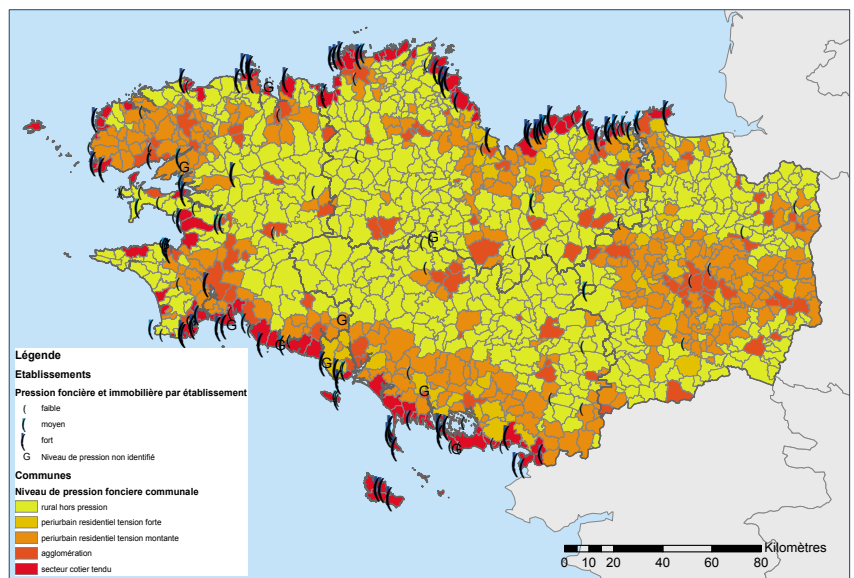 G
G
G
G
G
G
G
G
G
Légende
Etablissements
Pression foncière et immobilière par établissement
faible
moyen
fort
G Niveau de pression non identifié
Communes
Niveau de pression fonciere communale
rural hors pression
periurbain residentiel tension forte
periurbain residentiel tension montante
agglomération
secteur cotier tendu
Kilomètres
0 10 20 40 60 80